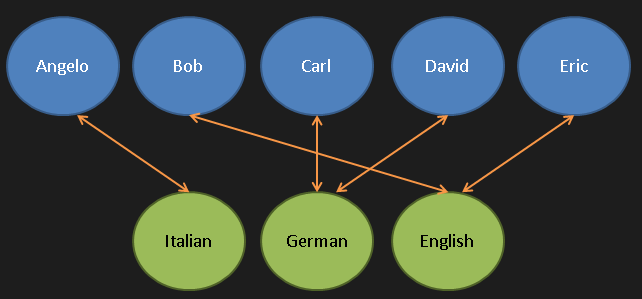 Angelo
Bob
Carl
David
Eric
Italian
German
English